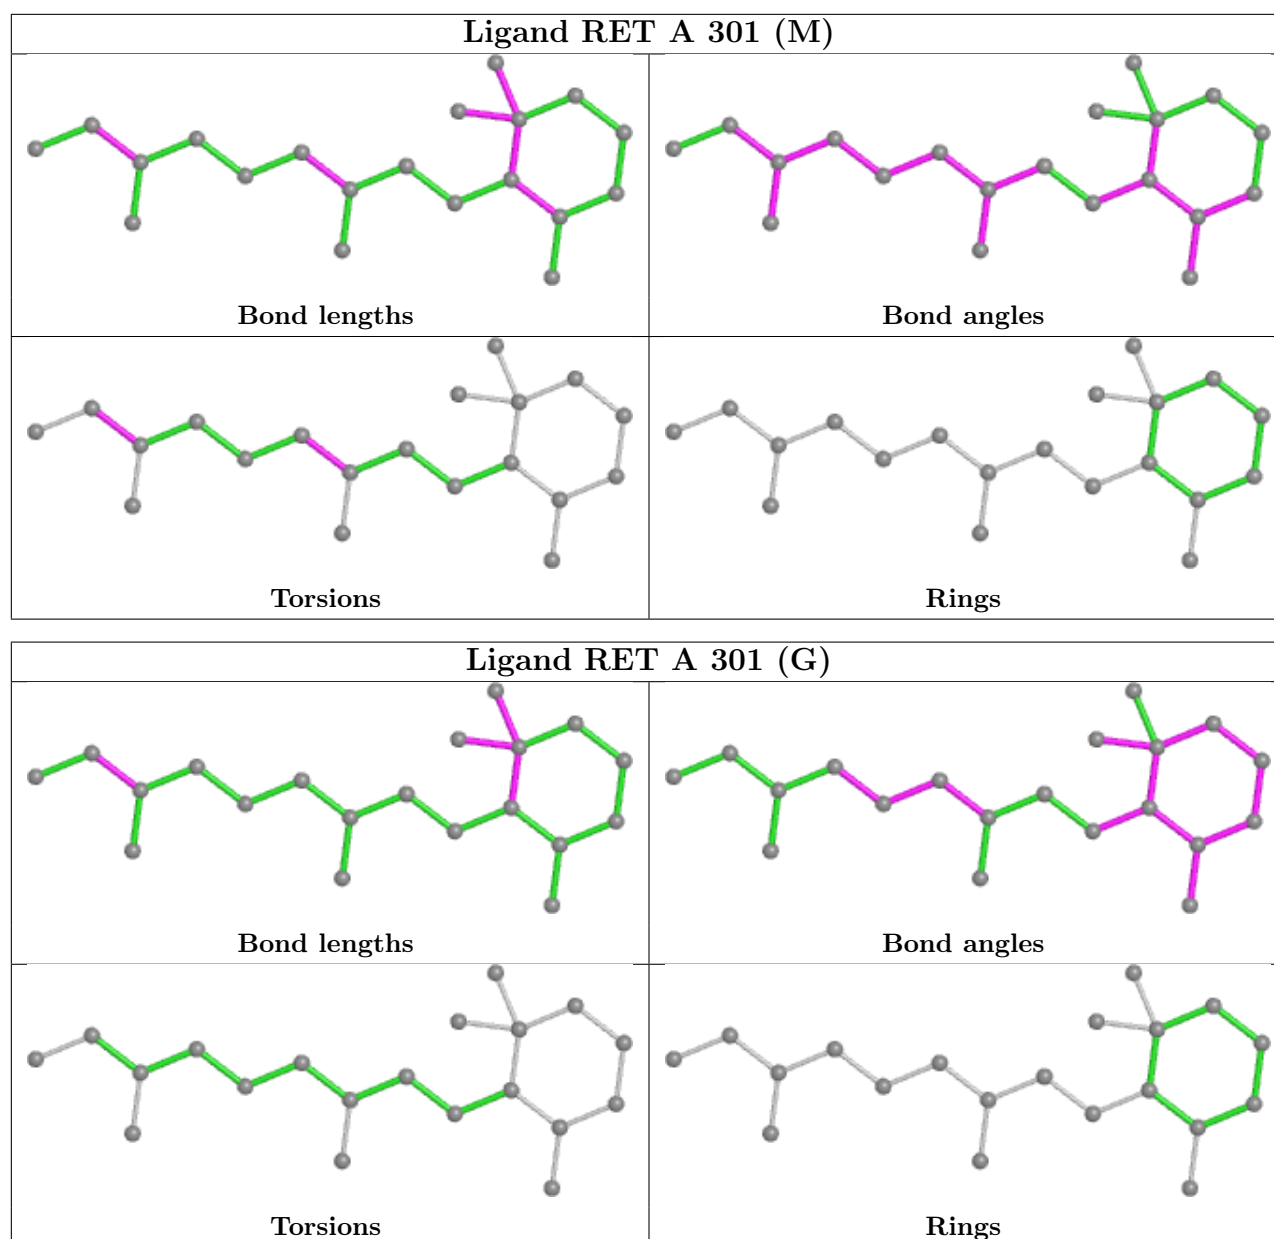 Ligand RET A 301 (M)
Bond lengths
Bond angles
Torsions
Rings
Ligand RET A 301 (G)
Bond lengths
Bond angles
Torsions
Rings